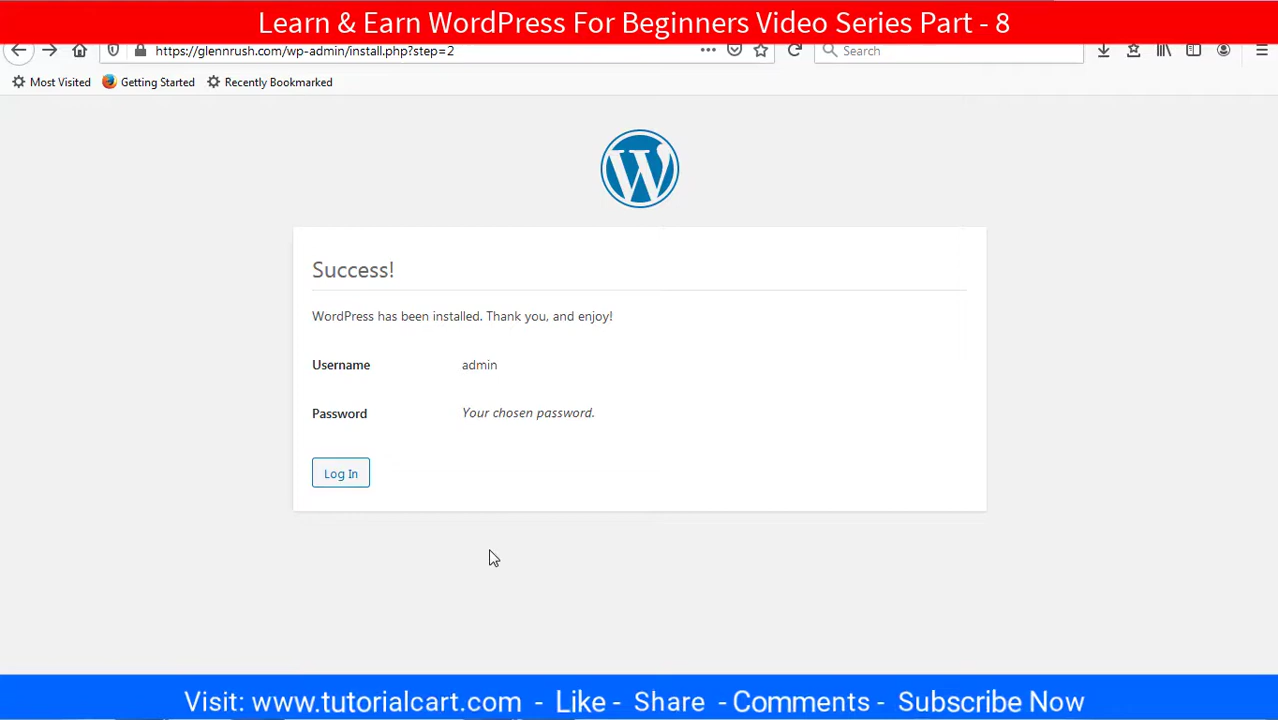 Learn & Earn WordPress For Beginners Video Series Part - 8
https://glennrush.com/wp-admin/install.php?step=2
Search
Most Visited Getting Started Recently Bookmarked
Success!
WordPress has been installed. Thank you, and enjoy!
Username admin
Password Your chosen password.
Log In
Visit: www.tutorialcart.com - Like - Share - Comments - Subscribe Now